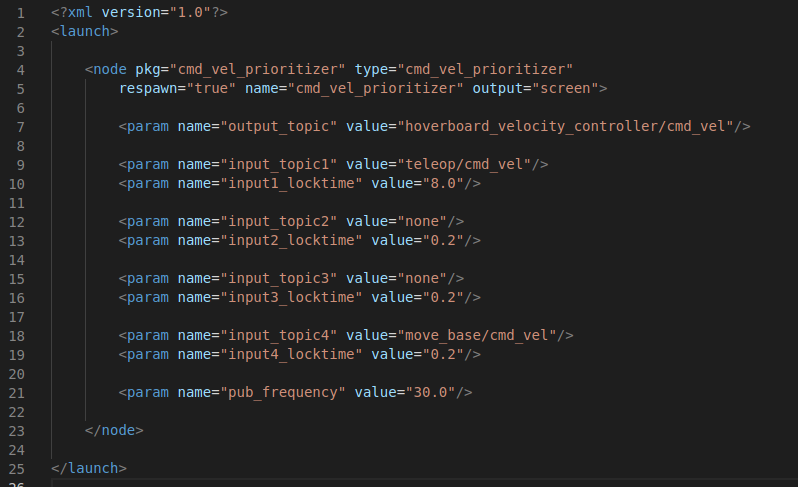 1 <?xml version="1.0"?>
2 <launch>
3
4 <node pkg="cmd_vel_prioritizer" type="cmd_vel_prioritizer"
5 respawn="true" name="cmd_vel_prioritizer" output="screen">
6
7 <param name="output_topic" value="hoverboard_velocity_controller/cmd_vel"/>
8
9 <param name="input_topic1" value="teleop/cmd_vel"/>
10 <param name="input1_locktime" value="8.0"/>
11
12 <param name="input_topic2" value="none"/>
13 <param name="input2_locktime" value="0.2"/>
14
15 <param name="input_topic3" value="none"/>
16 <param name="input3_locktime" value="0.2"/>
17
18 <param name="input_topic4" value="move_base/cmd_vel"/>
19 <param name="input4_locktime" value="0.2"/>
20
21 <param name="pub_frequency" value="30.0"/>
22
23 </node>
24
25 </launch>
26